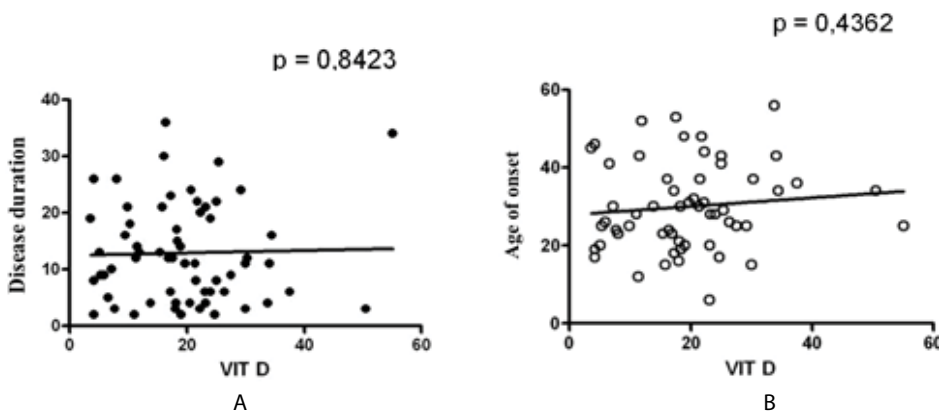 p = 0,8423
Disease duration
40
30
20
10
0
0 20 40 60
VIT D
A
p = 0,4362
Age of onset
60
40
20
0
0 20 40 60
VIT D
B